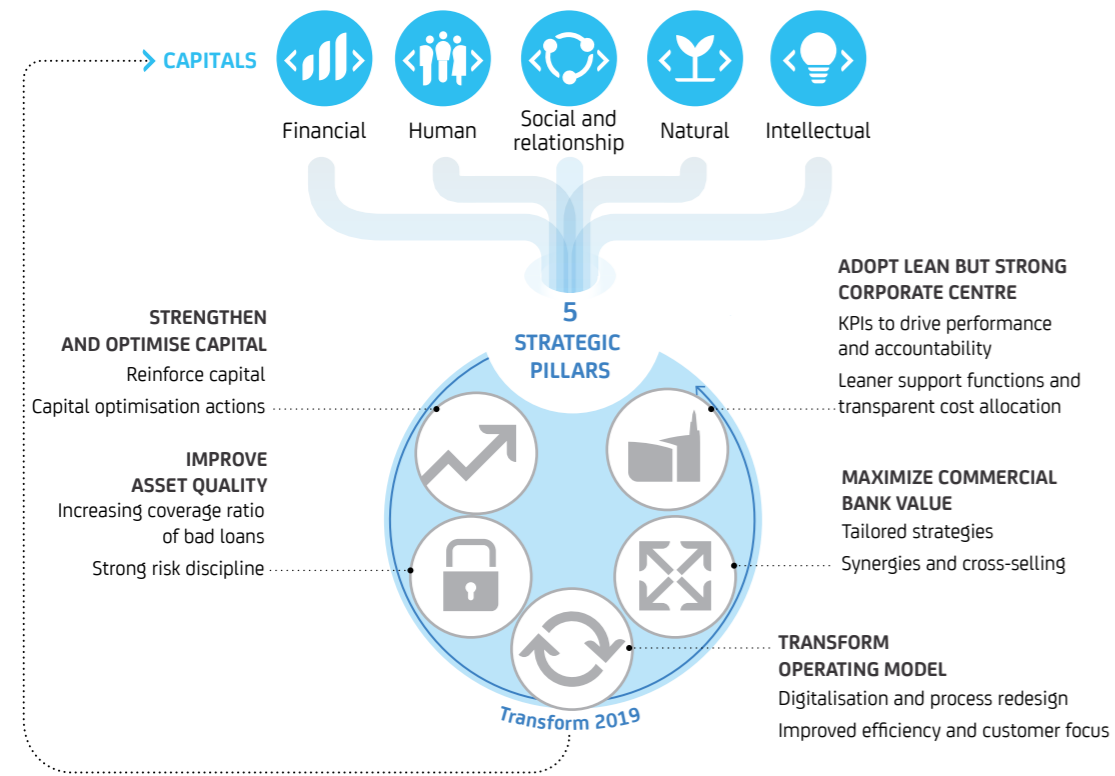 CAPITALS
Financial
Human
Social and
relationship
Natural
Intellectual
5
STRATEGIC
PILLARS
STRENGTHEN
AND OPTIMISE CAPITAL
Reinforce capital
Capital optimisation actions
IMPROVE
ASSET QUALITY
Increasing coverage ratio
of bad loans
Strong risk discipline
ADOPT LEAN BUT STRONG
CORPORATE CENTRE
KPIs to drive performance
and accountability
Leaner support functions and
transparent cost allocation
MAXIMIZE COMMERCIAL
BANK VALUE
Tailored strategies
Synergies and cross-selling
TRANSFORM
OPERATING MODEL
Digitalisation and process redesign
Improved efficiency and customer focus
Transform 2019